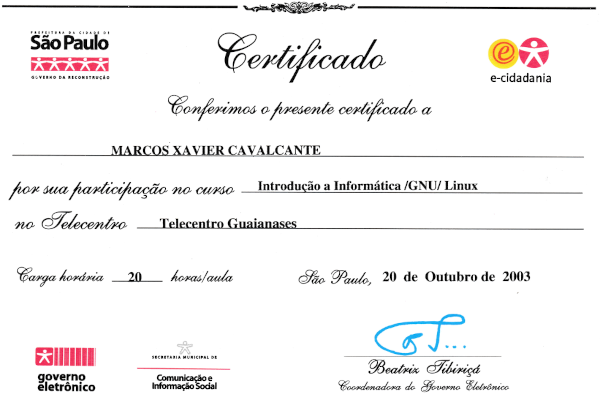 PREFEITURA DA CIDADE DE
São Paulo
GOVERNO DA RECONSTRUÇÃO
Certificado
e
e-cidadania
Conferimos o presente certificado a
MARCOS XAVIER CAVALCANTE
por sua participação no curso Introdução a Informática /GNU/ Linux
no Telecentro Telecentro Guaianases
Carga horária 20 horas/aula São Paulo, 20 de Outubro de 2003
governo
eletrônico
SECRETARIA MUNICIPAL DE
Comunicação e
Informação Social
Beatriz Tibiriçá
Coordenadora do Governo Eletrônico